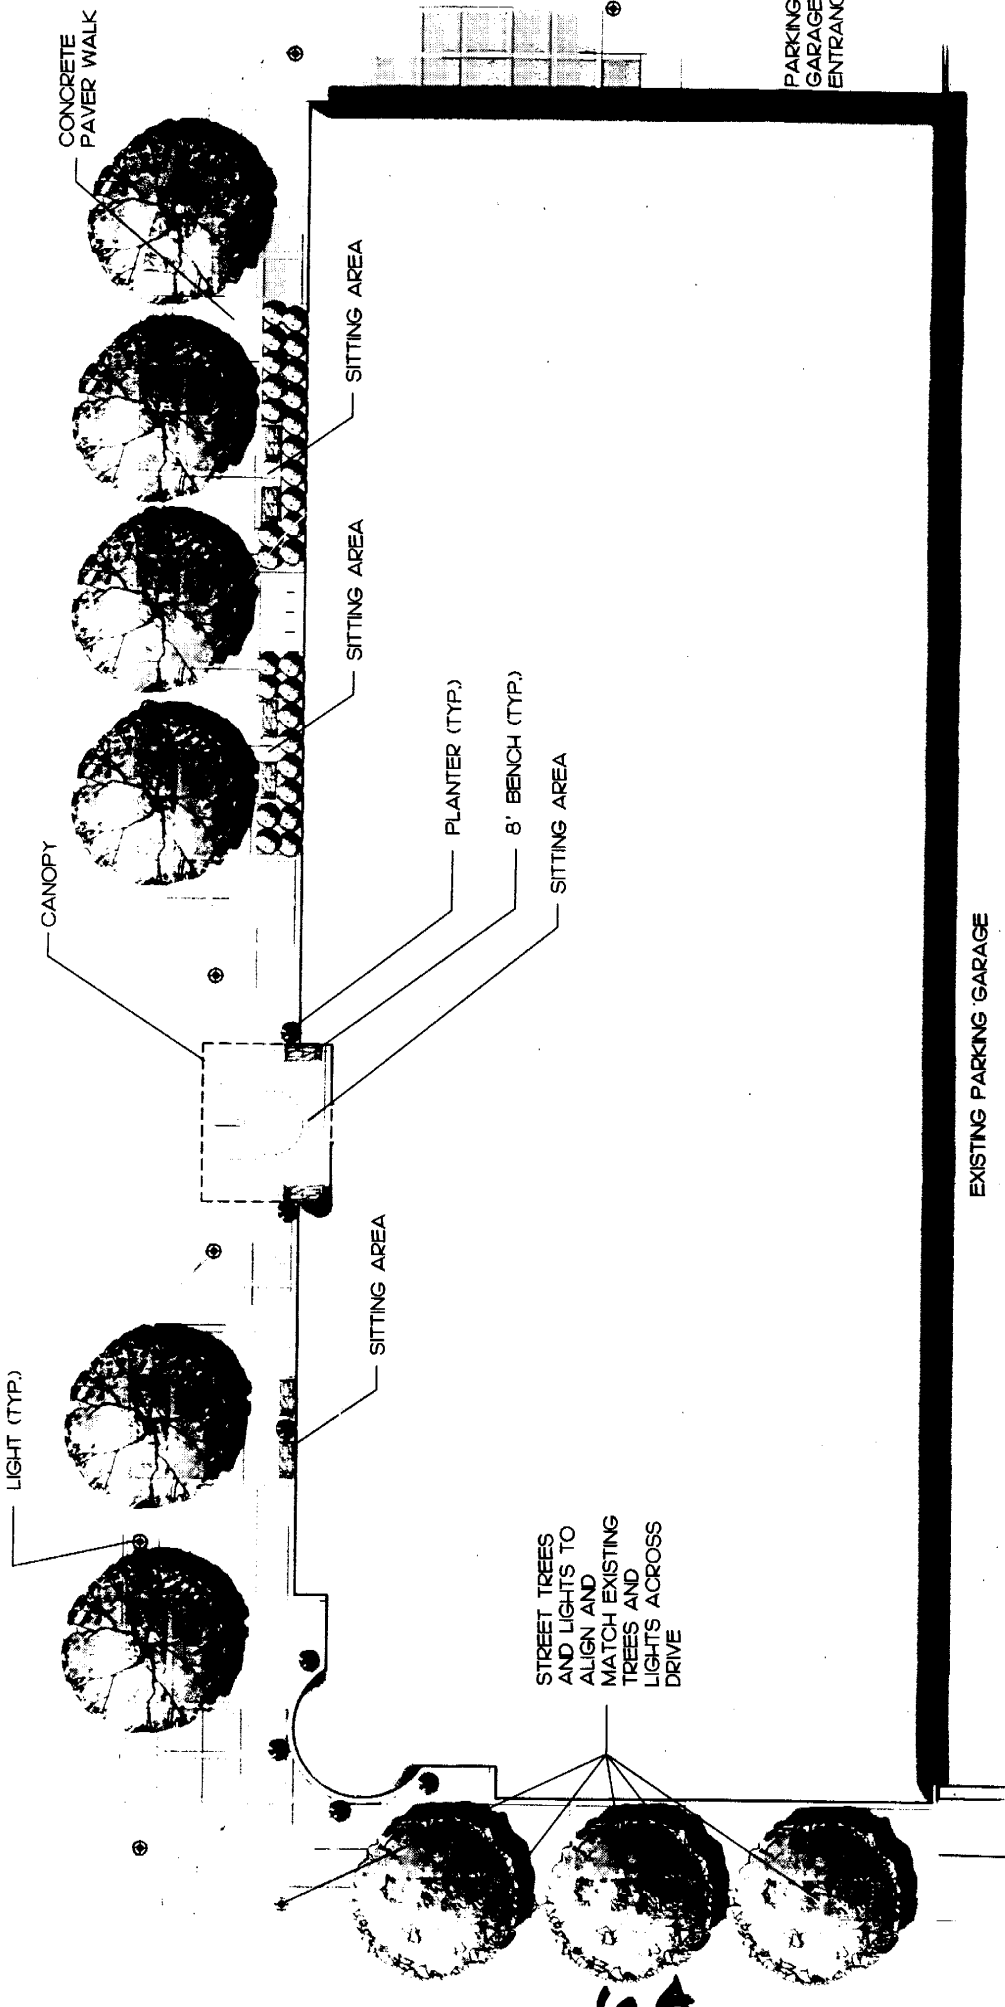 LIGHT (TYP.)
CANOPY
CONCRETE
PAVER WALK
SITTING AREA
SITTING AREA
SITTING AREA
PLANTER (TYP.)
8' BENCH (TYP.)
SITTING AREA
STREET TREES
AND LIGHTS TO
ALIGN AND
MATCH EXISTING
TREES AND
LIGHTS ACROSS
DRIVE
PARKING
GARAGE
EXISTING PARKING GARAGE